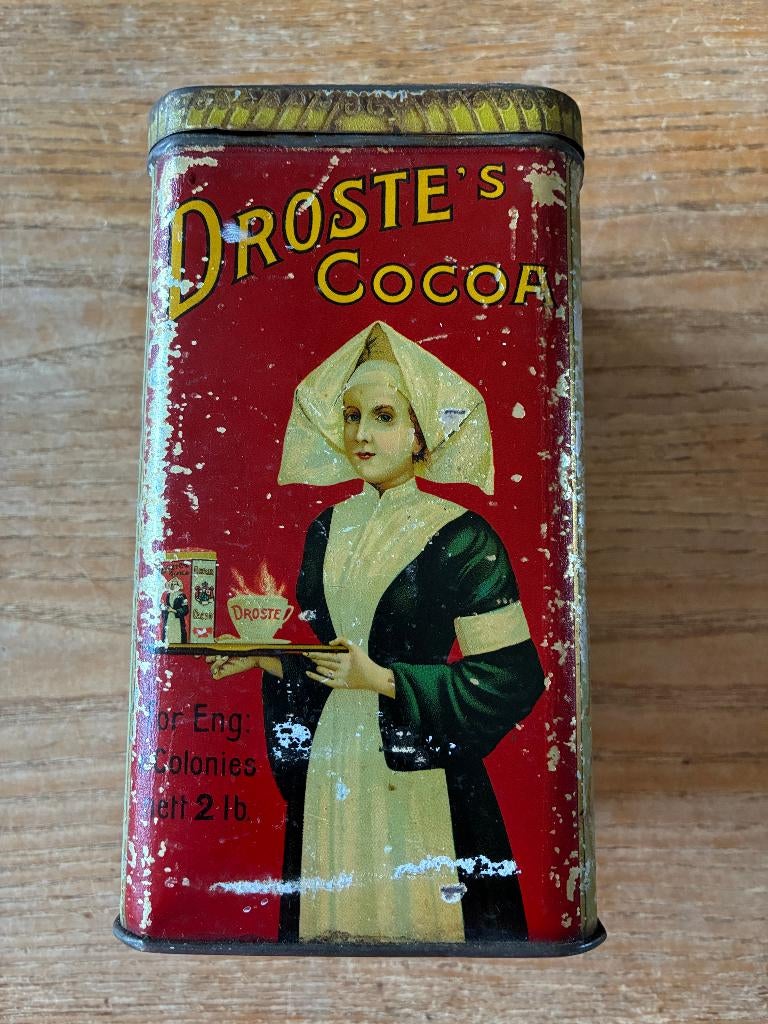 DROSTE'S
COCOA
DROSTE
or Eng:
Colonies
ett 2 lb.